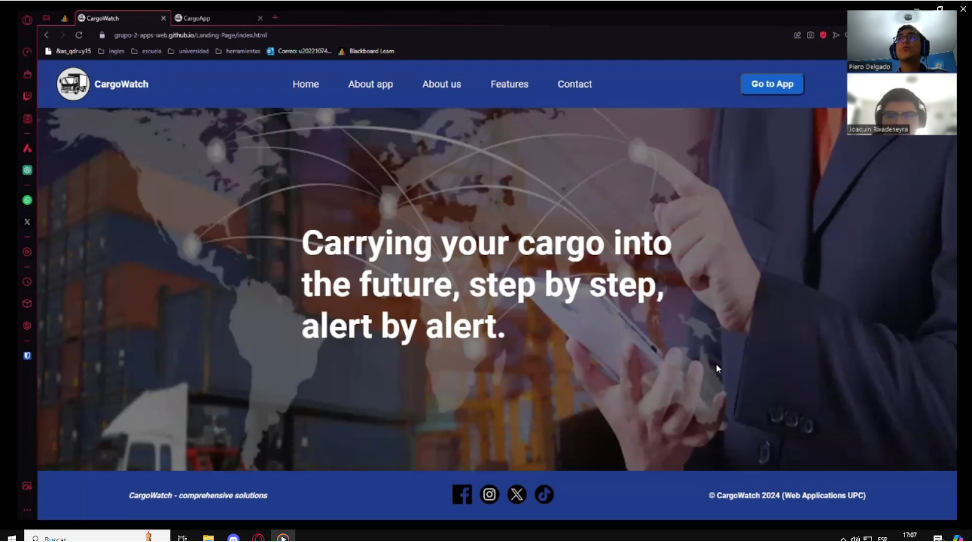 CargoWatch
CargoApp
grupo-2-apps-web.github.io/Landing-Page/index.html
ingles
escuela
universidad
herramientas
Correo: u20221074...
Blackboard Learn
CargoWatch
Home
About app
About us
Features
Contact
Go to App
Piero Delgado
Joaquin Rivadeneyra
Carrying your cargo into
the future, step by step,
alert by alert.
CargoWatch - comprehensive solutions
© CargoWatch 2024 (Web Applications UPC)
Buscar
ESP
17:07